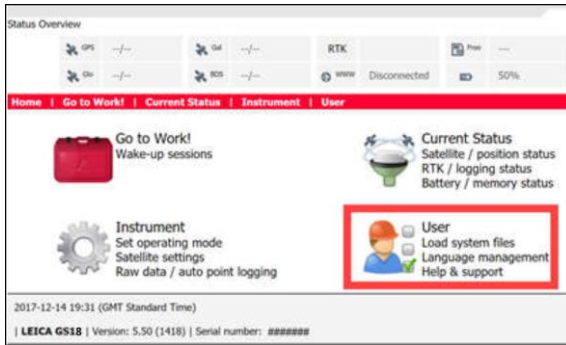 Status Overview
GPS --/-- Gal --/-- RTK ---
Glo --/-- BDS --/-- WWW Disconnected 50%
Home | Go to Work! | Current Status | Instrument | User
Go to Work!
Wake-up sessions
Current Status
Satellite / position status
RTK / logging status
Battery / memory status
Instrument
Set operating mode
Satellite settings
Raw data / auto point logging
User
Load system files
Language management
Help & support
2017-12-14 19:31 (GMT Standard Time)
| LEICA GS18 | Version: 5.50 (1418) | Serial number: #######